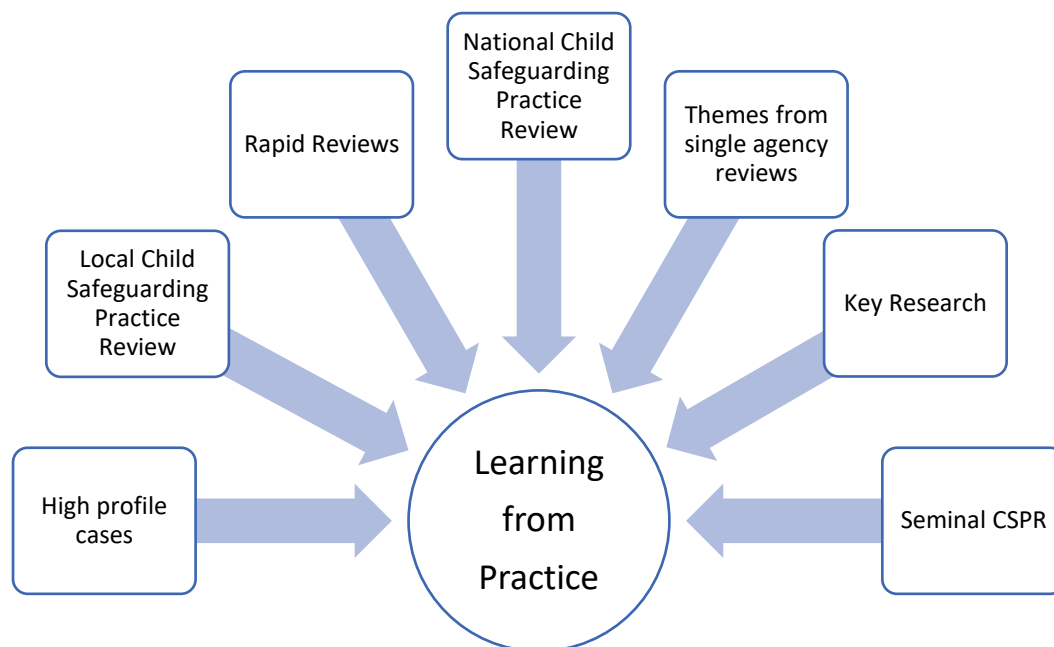 High profile
cases
Local Child
Safeguarding
Practice
Review
Rapid Reviews
National Child
Safeguarding
Practice
Review
Themes from
single agency
reviews
Key Research
Seminal CSPR
Learning
from
Practice